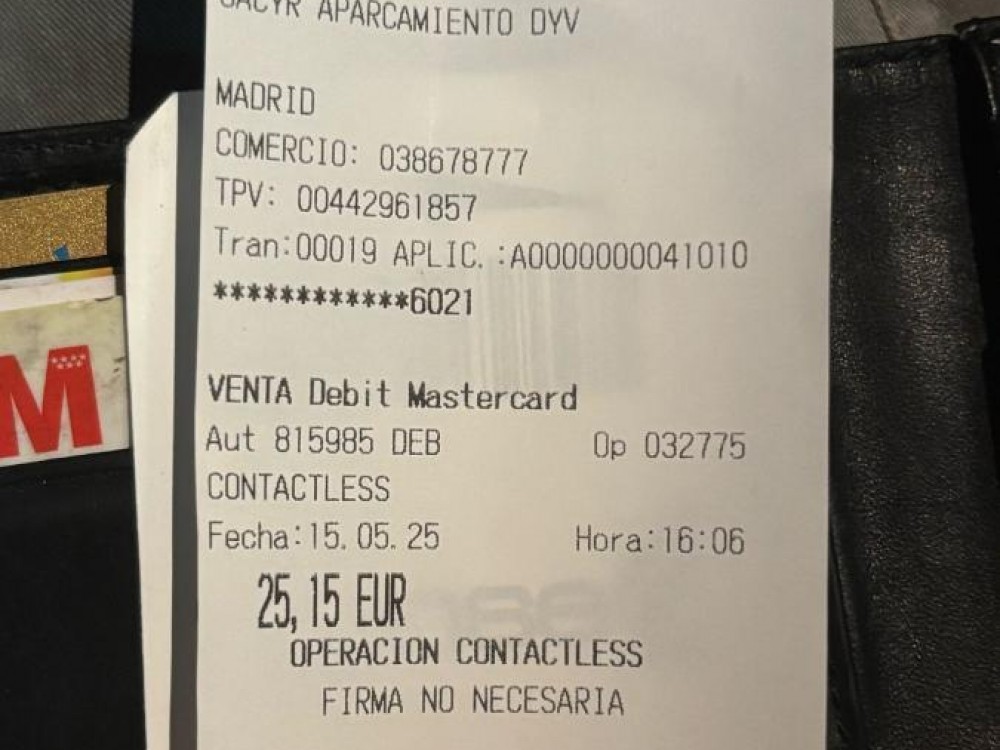 SACYR APARCAMIENTO DYV
MADRID
COMERCIO: 038678777
TPV: 00442961857
Tran:00019 APLIC.:A0000000041010
************6021
VENTA Debit Mastercard
Aut 815985 DEB Op 032775
CONTACTLESS
Fecha:15.05.25 Hora:16:06
25,15 EUR
OPERACION CONTACTLESS
FIRMA NO NECESARIA
M